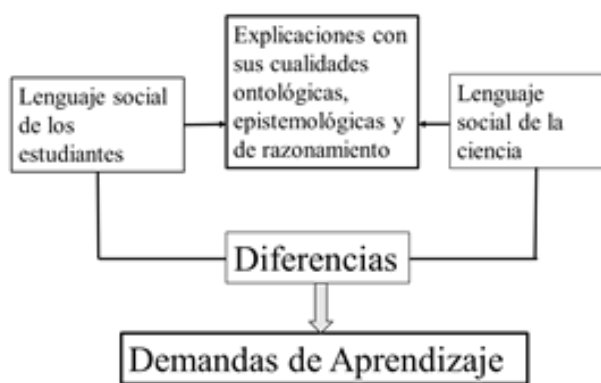 Explicaciones con
sus cualidades
ontológicas,
epistemológicas y
de razonamiento
Lenguaje social
de los
estudiantes
Lenguaje
social de la
ciencia
Diferencias
Demandas de Aprendizaje